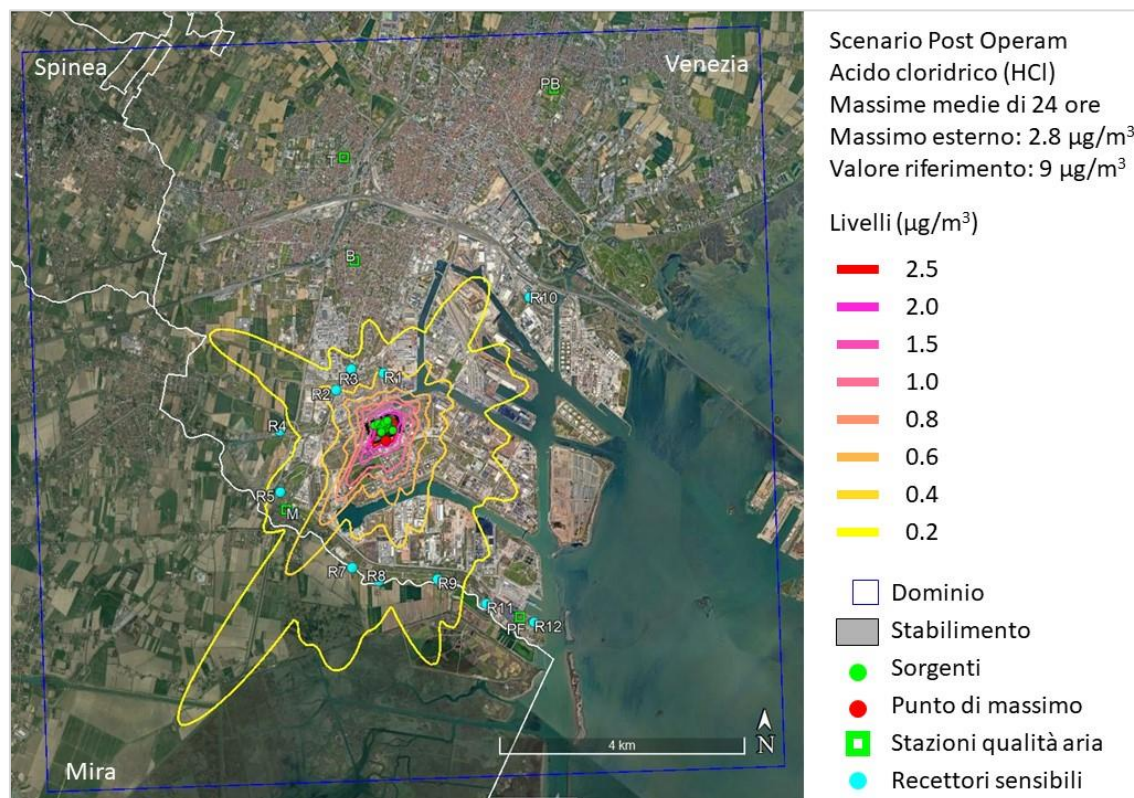 Spinea
Venezia
PB
T
B
R10
R3
R1
R2
R4
R5
M
R7
R8
R9
R11
PF
R12
4 km
N
Mira
Scenario Post Operam
Acido cloridrico (HCl)
Massime medie di 24 ore
Massimo esterno: 2.8 µg/m³
Valore riferimento: 9 µg/m³
Livelli (µg/m³)
2.5
2.0
1.5
1.0
0.8
0.6
0.4
0.2
Dominio
Stabilimento
Sorgenti
Punto di massimo
Stazioni qualità aria
Recettori sensibili